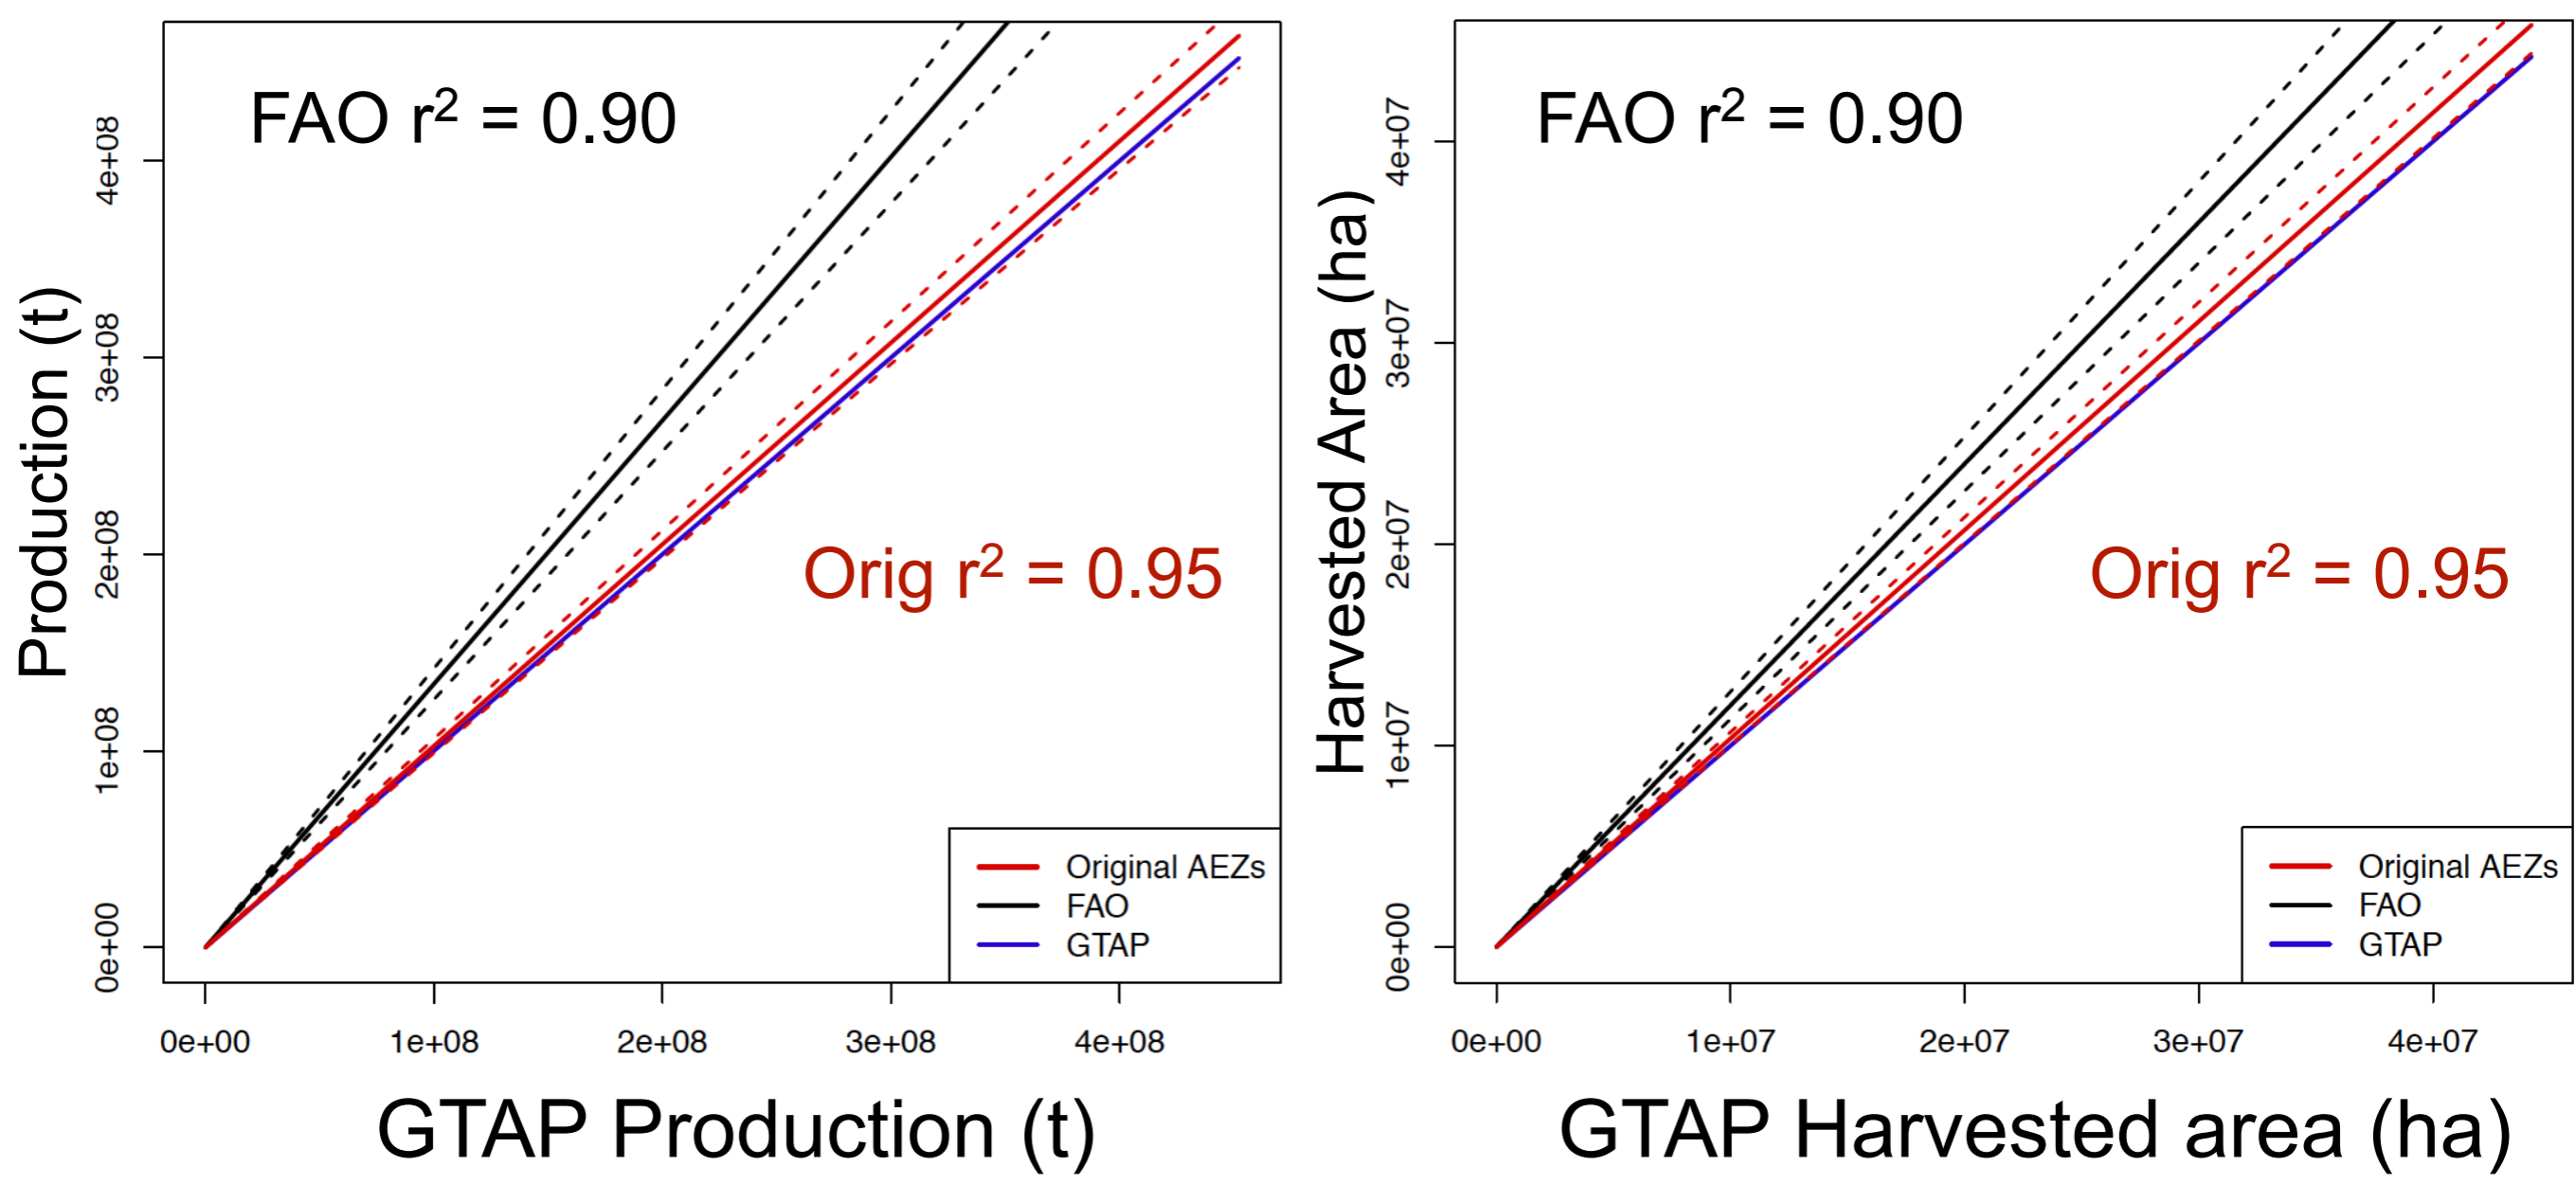 FAO r² = 0.90
Orig r² = 0.95
Production (t)
4e+08
3e+08
2e+08
1e+08
0e+00
Original AEZs
FAO
GTAP
0e+00 1e+08 2e+08 3e+08 4e+08
GTAP Production (t)
FAO r² = 0.90
Orig r² = 0.95
Harvested Area (ha)
4e+07
3e+07
2e+07
1e+07
0e+00
Original AEZs
FAO
GTAP
0e+00 1e+07 2e+07 3e+07 4e+07
GTAP Harvested area (ha)